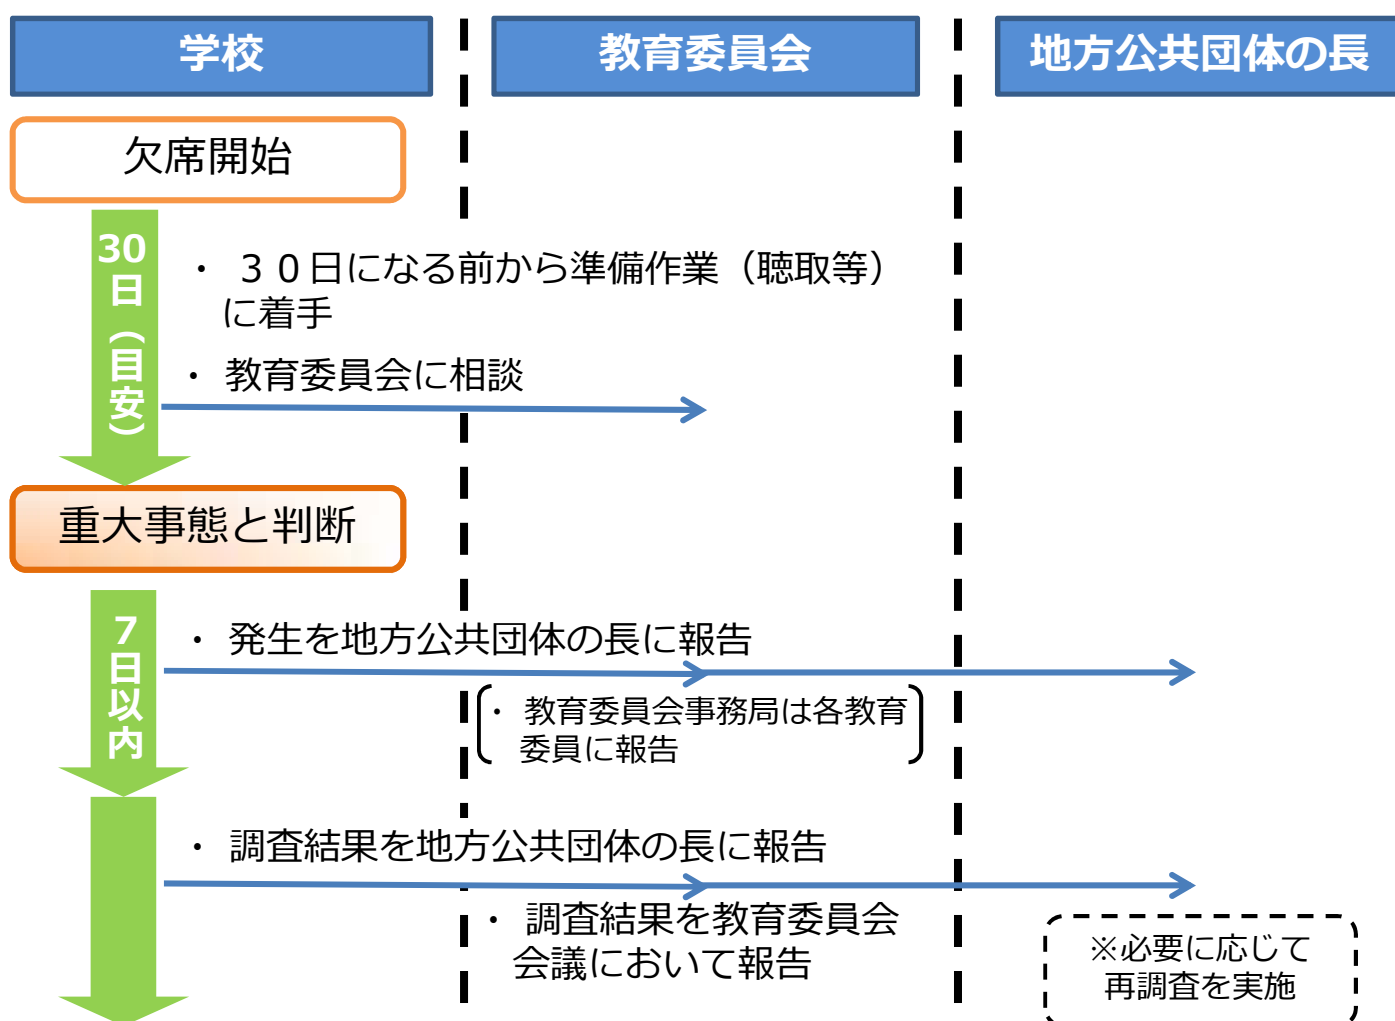 学校
教育委員会
地方公共団体の長
欠席開始
30日（目安）
・ ３０日になる前から準備作業（聴取等）
に着手
・ 教育委員会に相談
重大事態と判断
7日以内
・ 発生を地方公共団体の長に報告
・ 教育委員会事務局は各教育
委員に報告
・ 調査結果を地方公共団体の長に報告
・ 調査結果を教育委員会
会議において報告
※必要に応じて
再調査を実施